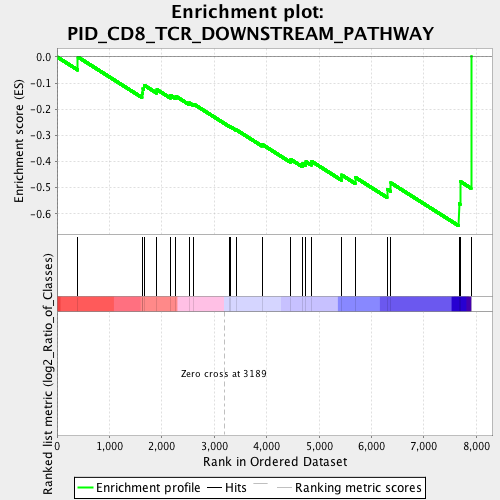 Enrichment plot:
PID_CD8_TCR_DOWNSTREAM_PATHWAY
Enrichment score (ES)
0.0
-0.1
-0.2
-0.3
-0.4
-0.5
-0.6
Ranked list metric (log2_Ratio_of_Classes)
Zero cross at 3189
0 1,000 2,000 3,000 4,000 5,000 6,000 7,000 8,000
Rank in Ordered Dataset
Enrichment profile Hits Ranking metric scores